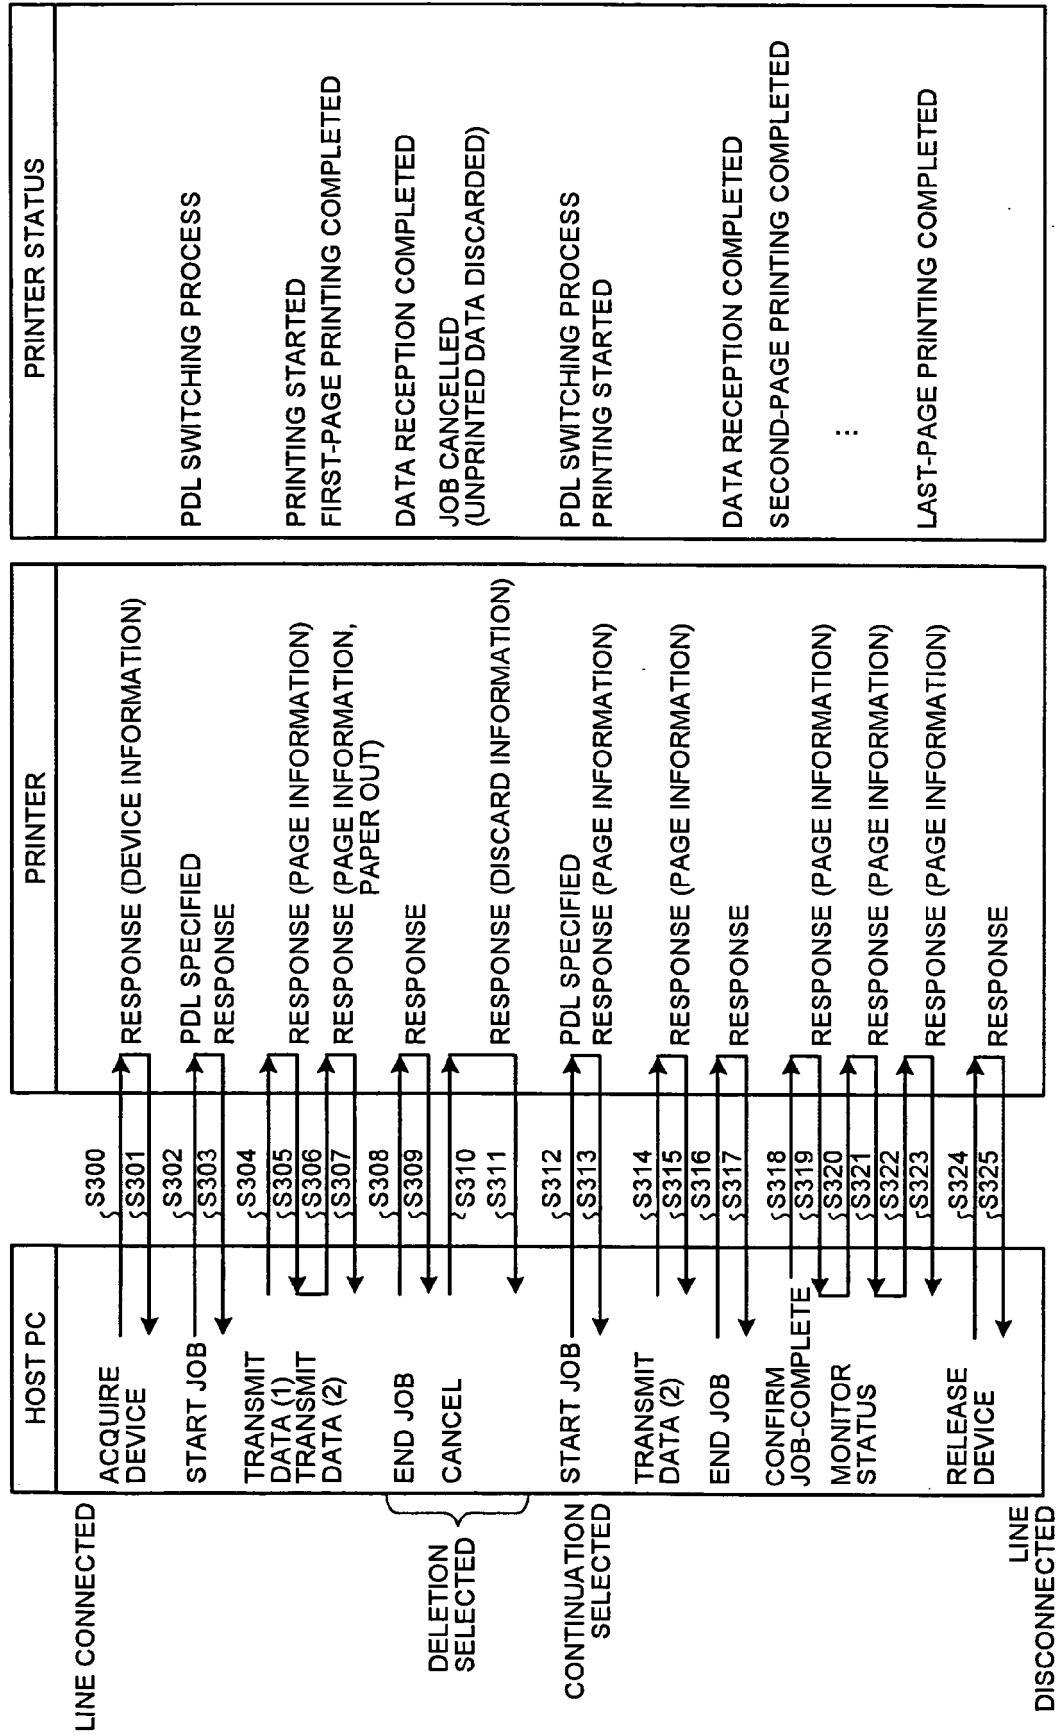 LINE CONNECTED
DELETION
SELECTED
CONTINUATION
SELECTED
LINE
DISCONNECTED
HOST PC
ACQUIRE
DEVICE
START JOB
TRANSMIT
DATA (1)
TRANSMIT
DATA (2)
END JOB
CANCEL
START JOB
TRANSMIT
DATA (2)
END JOB
CONFIRM
JOB-COMPLETE
MONITOR
STATUS
RELEASE
DEVICE
S300
S301
S302
S303
S304
S305
S306
S307
S308
S309
S310
S311
S312
S313
S314
S315
S316
S317
S318
S319
S320
S321
S322
S323
S324
S325
PRINTER
RESPONSE (DEVICE INFORMATION)
PDL SPECIFIED
RESPONSE
RESPONSE (PAGE INFORMATION)
RESPONSE (PAGE INFORMATION,
PAPER OUT)
RESPONSE
RESPONSE (DISCARD INFORMATION)
PDL SPECIFIED
RESPONSE (PAGE INFORMATION)
RESPONSE (PAGE INFORMATION)
RESPONSE
RESPONSE (PAGE INFORMATION)
RESPONSE (PAGE INFORMATION)
RESPONSE (PAGE INFORMATION)
RESPONSE
PRINTER STATUS
PDL SWITCHING PROCESS
PRINTING STARTED
FIRST-PAGE PRINTING COMPLETED
DATA RECEPTION COMPLETED
JOB CANCELLED
(UNPRINTED DATA DISCARDED)
PDL SWITCHING PROCESS
PRINTING STARTED
DATA RECEPTION COMPLETED
SECOND-PAGE PRINTING COMPLETED
...
LAST-PAGE PRINTING COMPLETED